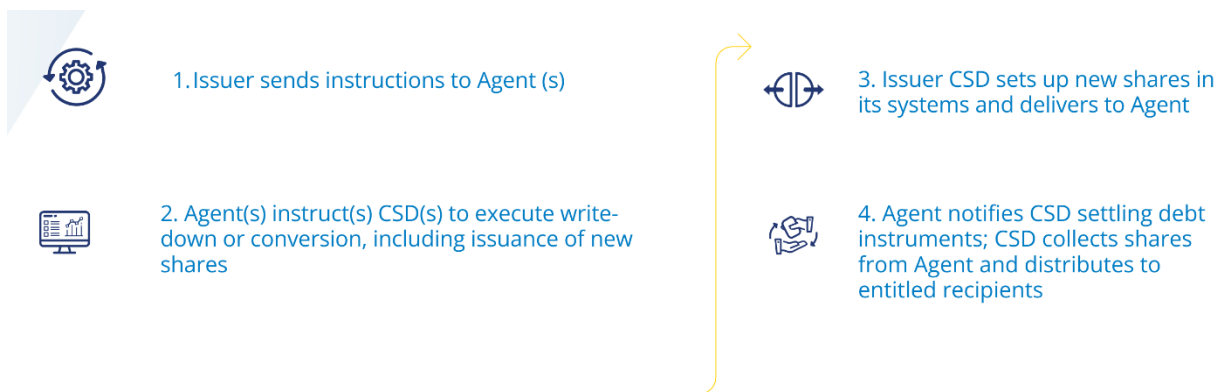 1. Issuer sends instructions to Agent (s)
2. Agent(s) instruct(s) CSD(s) to execute write-
down or conversion, including issuance of new
shares
3. Issuer CSD sets up new shares in
its systems and delivers to Agent
4. Agent notifies CSD settling debt
instruments; CSD collects shares
from Agent and distributes to
entitled recipients